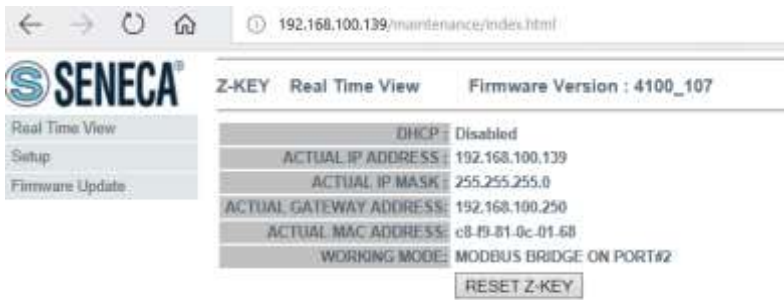 192.168.100.139/maintenance/index.html
SENECA®
Z-KEY Real Time View Firmware Version : 4100_107
Real Time View
Setup
Firmware Update
DHCP : Disabled
ACTUAL IP ADDRESS : 192.168.100.139
ACTUAL IP MASK : 255.255.255.0
ACTUAL GATEWAY ADDRESS: 192.168.100.250
ACTUAL MAC ADDRESS: c8-f9-81-0c-01-68
WORKING MODE: MODBUS BRIDGE ON PORT#2
RESET Z-KEY